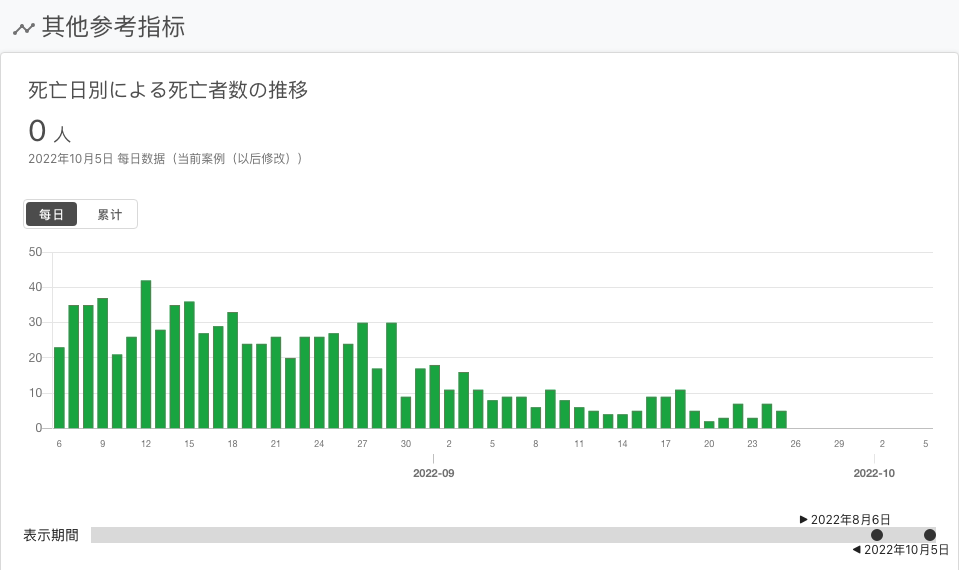 其他参考指标
死亡日別による死亡者数の推移
0 人
2022年10月5日 每日数据（当前案例（以后修改））
每日 累计
50
40
30
20
10
0
6 9 12 15 18 21 24 27 30 2 5 8 11 14 17 20 23 26 29 2 5
2022-09 2022-10
▶ 2022年8月6日
表示期間
◀ 2022年10月5日